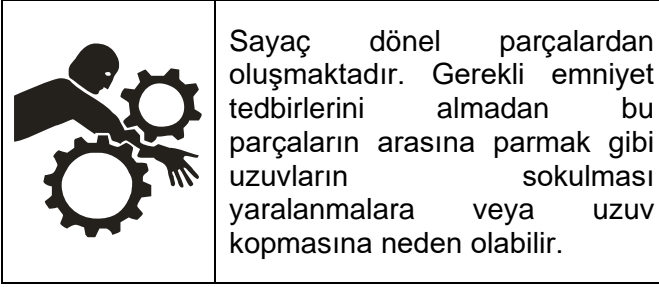 Sayaç dönel parçalardan
oluşmaktadır. Gerekli emniyet
tedbirlerini almadan bu
parçaların arasına parmak gibi
uzuvların sokulması
yaralanmalara veya uzuv
kopmasına neden olabilir.